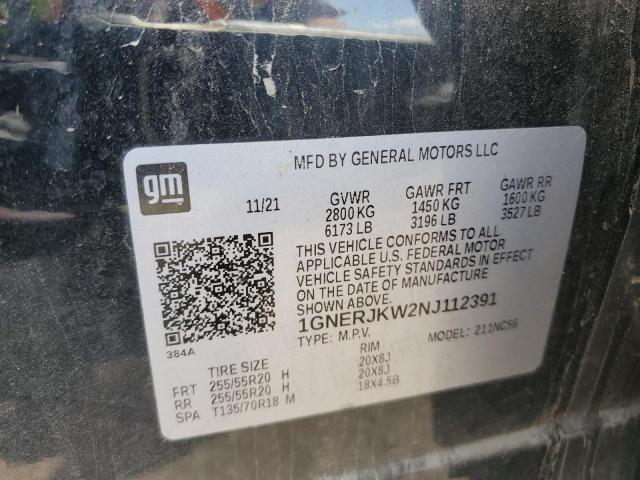 MFD BY GENERAL MOTORS LLC
gm
11/21 GVWR GAWR FRT GAWR RR
2800 KG 1450 KG 1600 KG
6173 LB 3196 LB 3527 LB
THIS VEHICLE CONFORMS TO ALL
APPLICABLE U.S. FEDERAL MOTOR
VEHICLE SAFETY STANDARDS IN EFFECT
ON THE DATE OF MANUFACTURE
SHOWN ABOVE.
1GNERJKW2NJ112391
384A
TYPE: M.P.V. MODEL: 211NC56
TIRE SIZE RIM
FRT 255/55R20 H 20X8J
RR 255/55R20 H 20X8J
SPA T135/70R18 M 18X4.5B